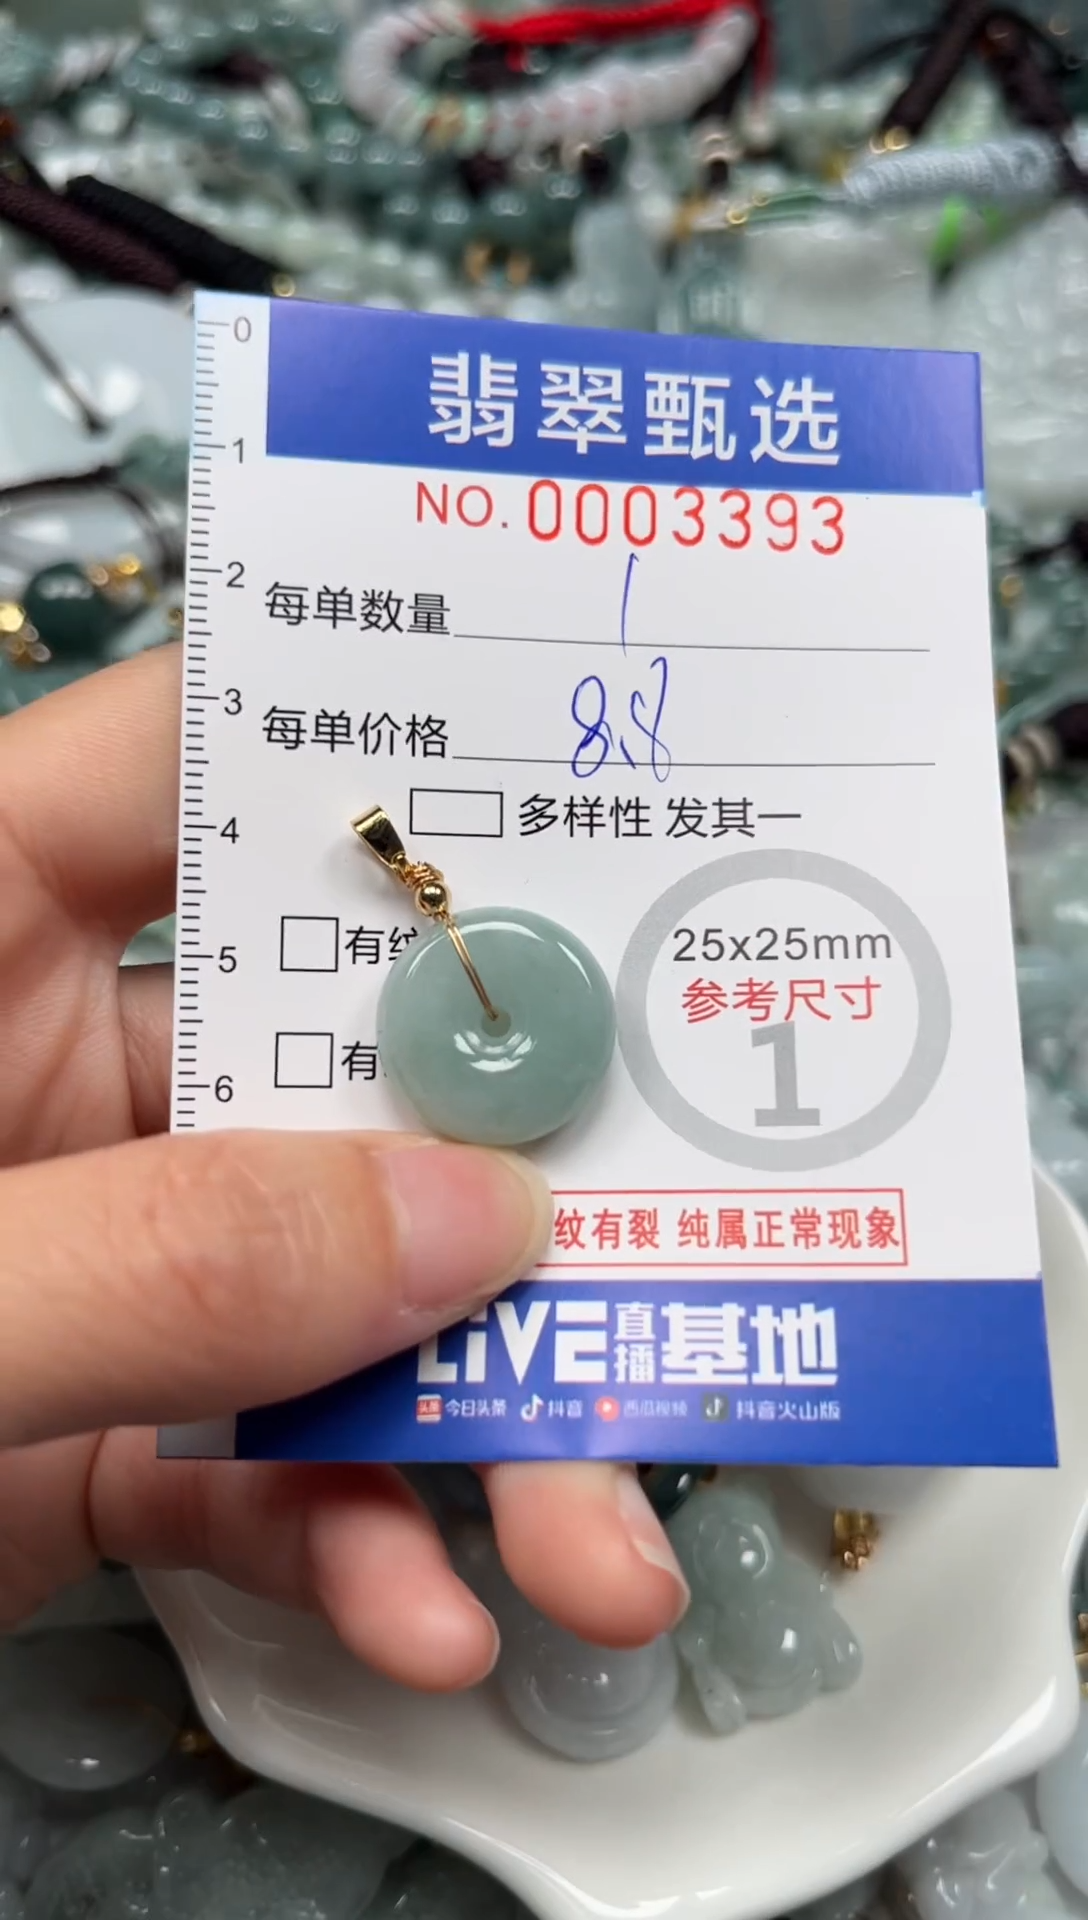 0
翡翠甄选
1
NO.0003393
2
每单数量 1
3
每单价格 8.8
4
多样性 发其一
5
有纹
25x25mm
参考尺寸
1
6
有
纹有裂 纯属正常现象
LiVE直播基地
头条 今日头条 抖音 西瓜视频 抖音火山版